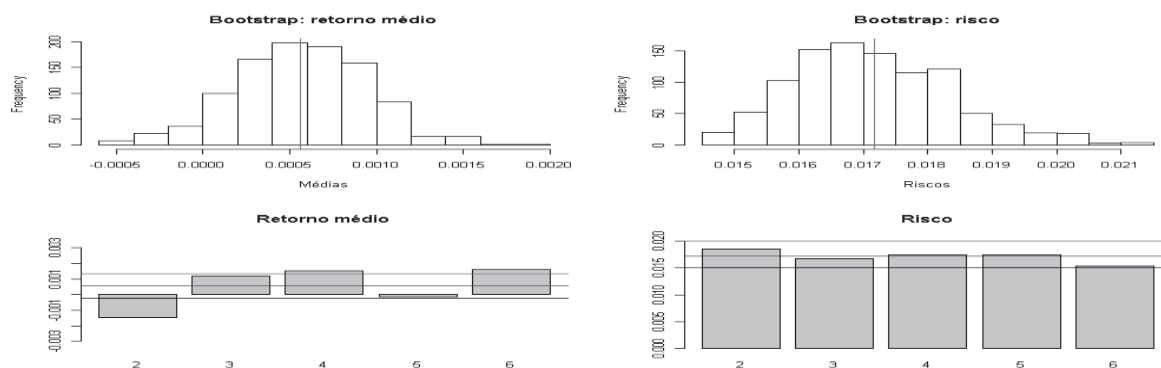 Bootstrap: retorno médio
Frequency
0 50 100 150 200
-0.0005 0.0000 0.0005 0.0010 0.0015 0.0020
Médias
Bootstrap: risco
Frequency
0 50 100 150
0.015 0.016 0.017 0.018 0.019 0.020 0.021
Riscos
Retorno médio
-0.003 -0.001 0.001 0.003
2 3 4 5 6
Risco
0.000 0.005 0.010 0.015 0.020
2 3 4 5 6